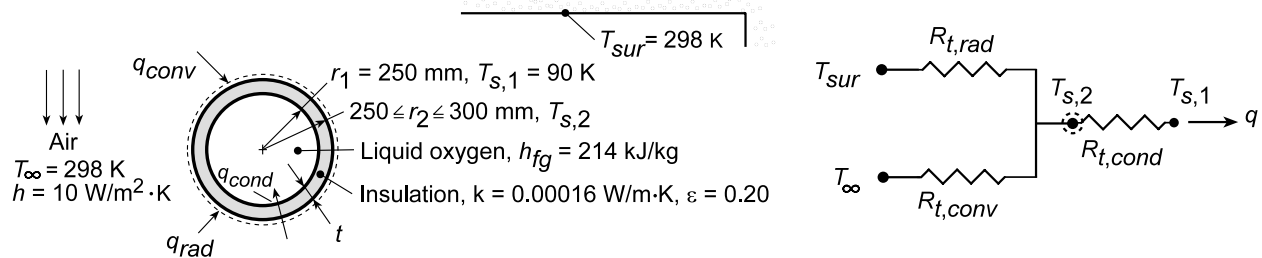 T_sur = 298 K
q_conv
r_1 = 250 mm, T_s,1 = 90 K
250 ≤ r_2 ≤ 300 mm, T_s,2
Air
T_∞ = 298 K
h = 10 W/m^2·K
Liquid oxygen, h_fg = 214 kJ/kg
q_cond
Insulation, k = 0.00016 W/m·K, ε = 0.20
q_rad
t
R_t,rad
T_sur
T_s,2
T_s,1
q
R_t,cond
T_∞
R_t,conv